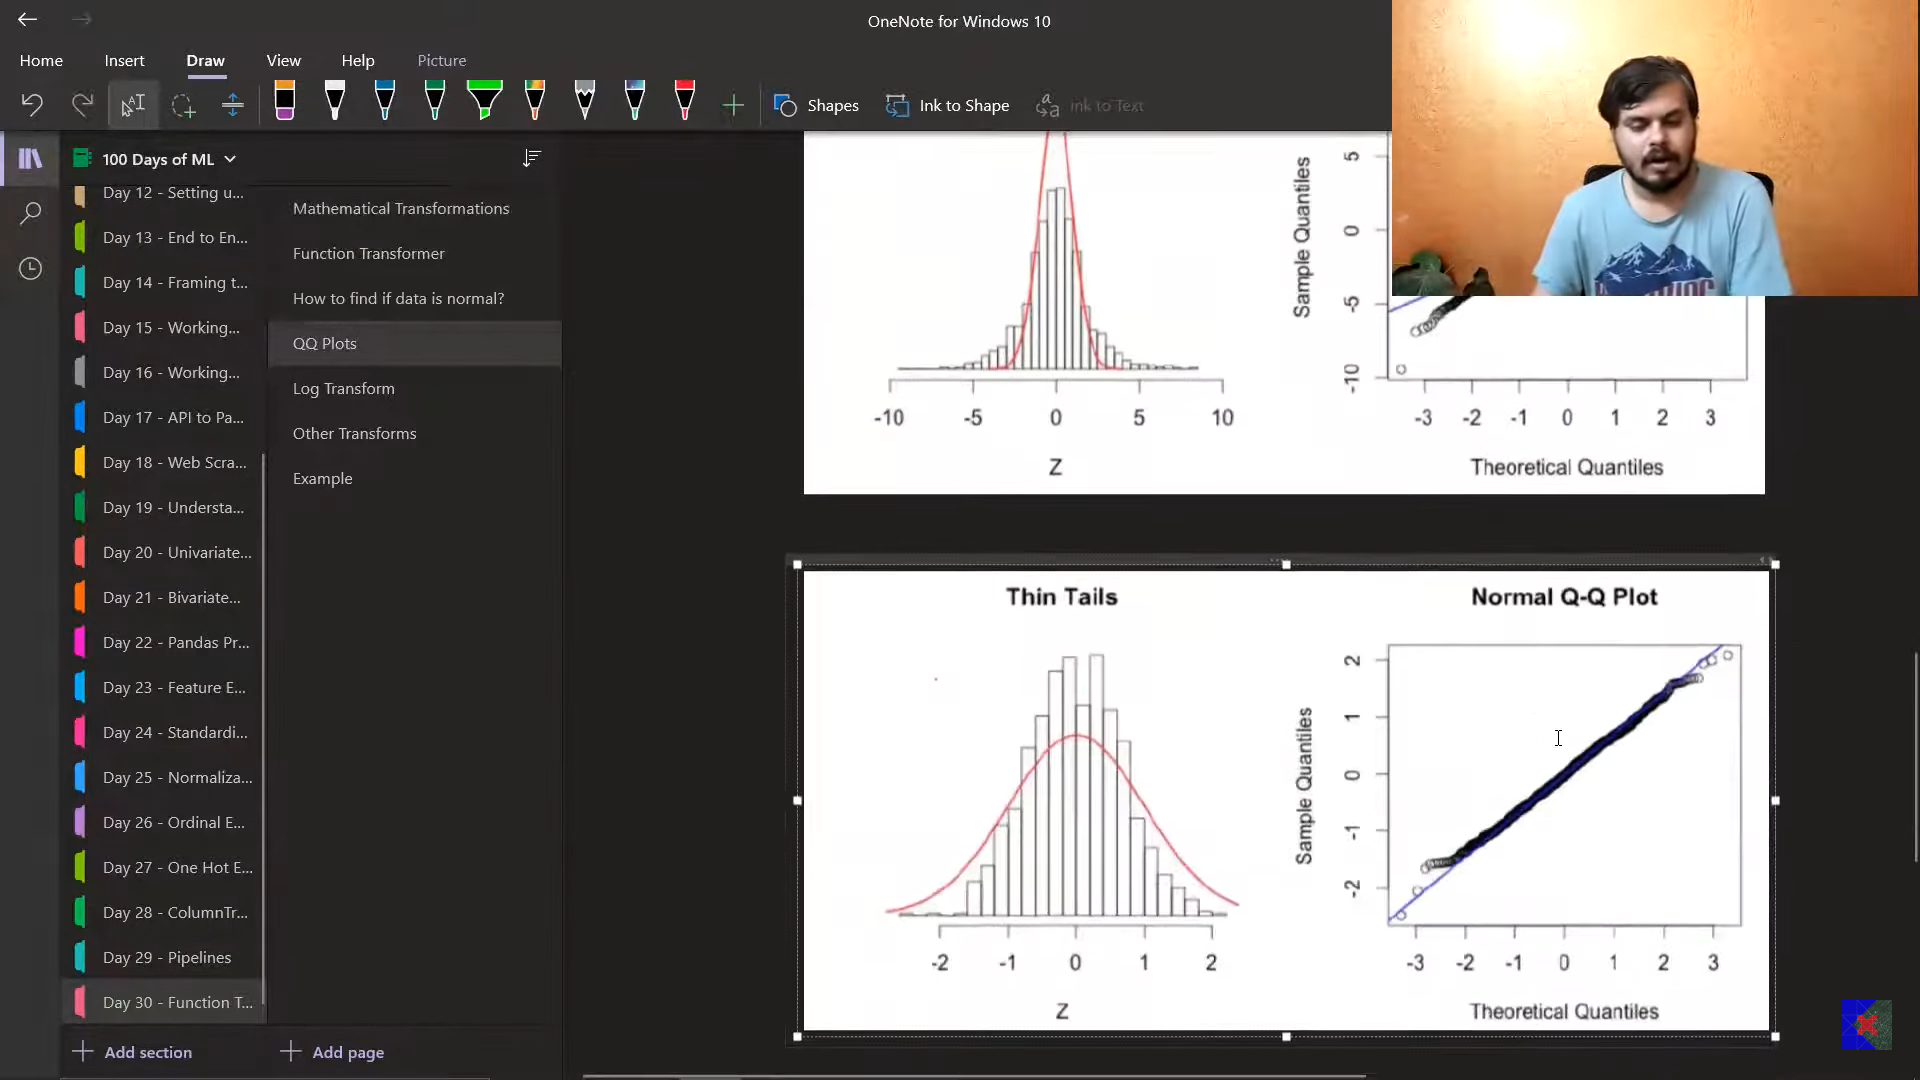 OneNote for Windows 10
Home
Insert
Draw
View
Help
Picture
Shapes
Ink to Shape
Ink to Text
100 Days of ML
Day 12 - Setting u...
Day 13 - End to En...
Day 14 - Framing t...
Day 15 - Working...
Day 16 - Working...
Day 17 - API to Pa...
Day 18 - Web Scra...
Day 19 - Understa...
Day 20 - Univariate...
Day 21 - Bivariate...
Day 22 - Pandas Pr...
Day 23 - Feature E...
Day 24 - Standardi...
Day 25 - Normaliza...
Day 26 - Ordinal E...
Day 27 - One Hot E...
Day 28 - ColumnTr...
Day 29 - Pipelines
Day 30 - Function T...
Add section
Mathematical Transformations
Function Transformer
How to find if data is normal?
QQ Plots
Log Transform
Other Transforms
Example
Add page
-10 -5 0 5 10
Z
Sample Quantiles
5
0
-5
-10
-3 -2 -1 0 1 2 3
Theoretical Quantiles
Thin Tails
-2 -1 0 1 2
Z
Normal Q-Q Plot
Sample Quantiles
2
1
0
-1
-2
-3 -2 -1 0 1 2 3
Theoretical Quantiles